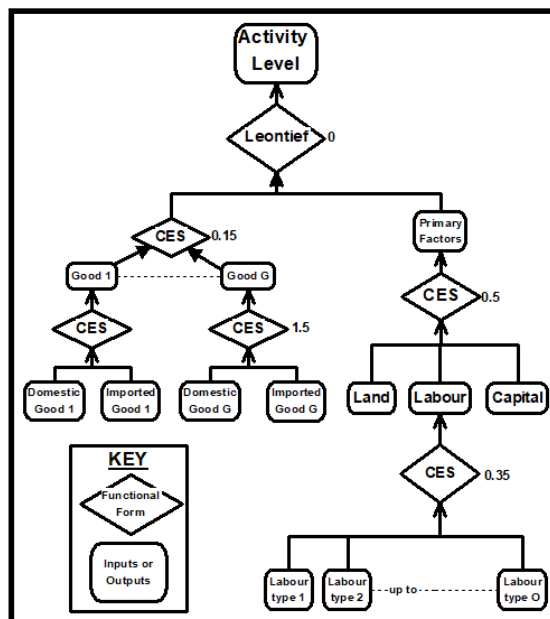 Activity
Level
Leontief
0
CES
0.15
Primary
Factors
Good 1
Good G
CES
CES
1.5
CES
0.5
Domestic
Good 1
Imported
Good 1
Domestic
Good G
Imported
Good G
Land
Labour
Capital
KEY
Functional
Form
Inputs or
Outputs
CES
0.35
Labour
type 1
Labour
type 2
up to
Labour
type O